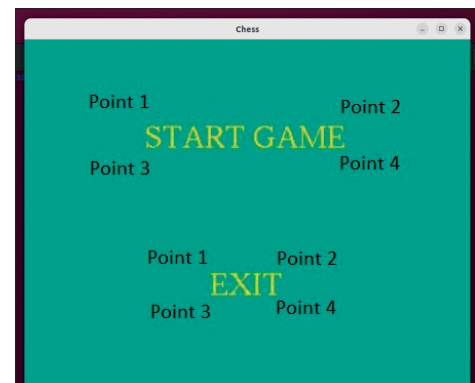 Chess
Point 1
Point 2
START GAME
Point 3
Point 4
Point 1
Point 2
EXIT
Point 3
Point 4